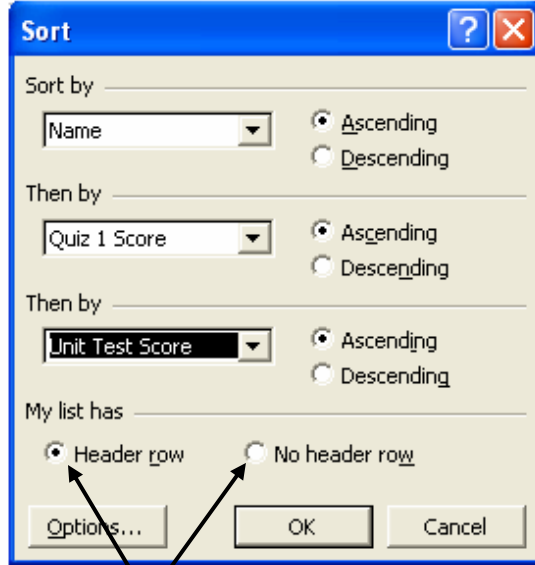 Sort
Sort by
Name
Ascending
Descending
Then by
Quiz 1 Score
Ascending
Descending
Then by
Unit Test Score
Ascending
Descending
My list has
Header row
No header row
Options...
OK
Cancel